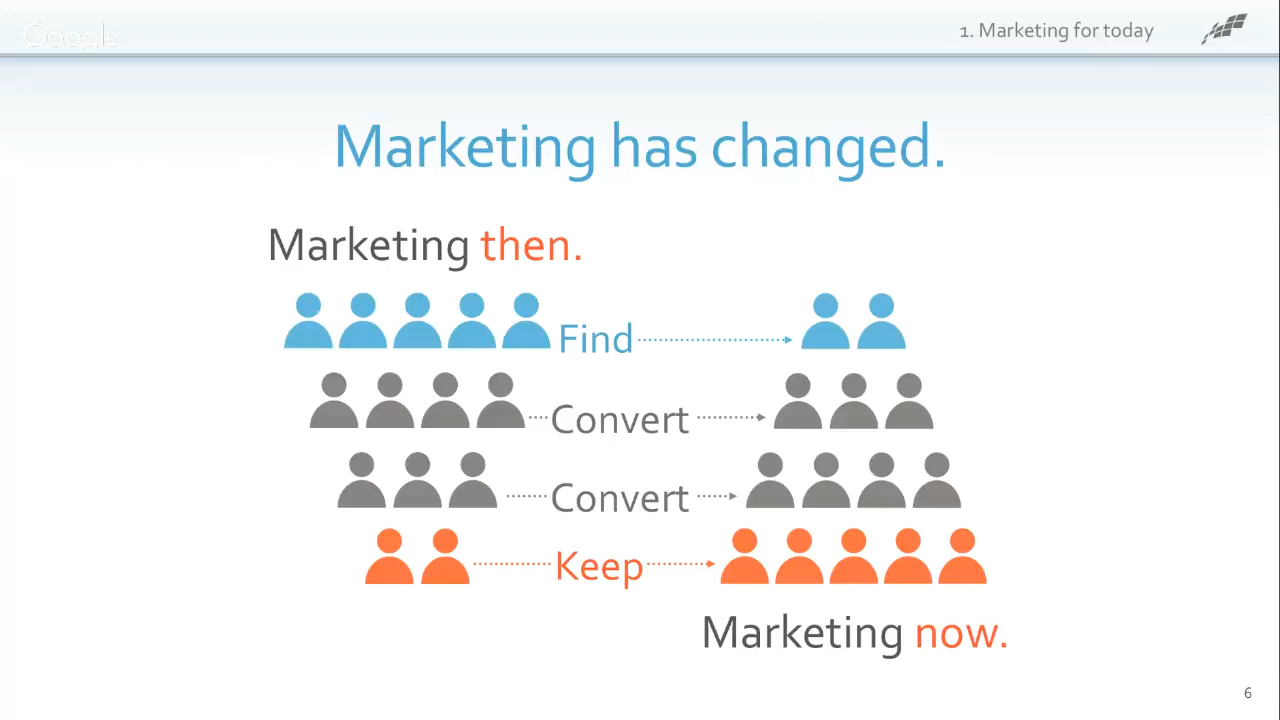 Google
1. Marketing for today
Marketing has changed.
Marketing then.
Find
Convert
Convert
Keep
Marketing now.
6